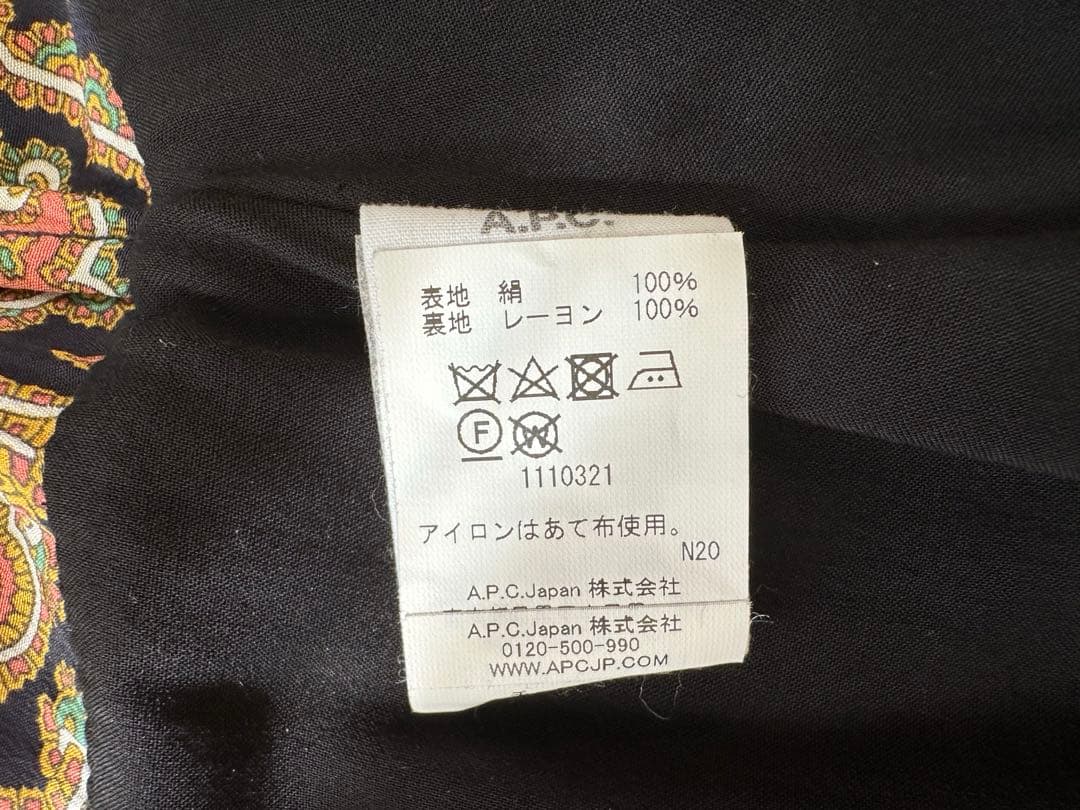 A.P.C.
表地 絹 100%
裏地 レーヨン 100%
F W
1110321
アイロンはあて布使用。
N20
A.P.C.Japan 株式会社
A.P.C.Japan 株式会社
0120-500-990
WWW.APCJP.COM